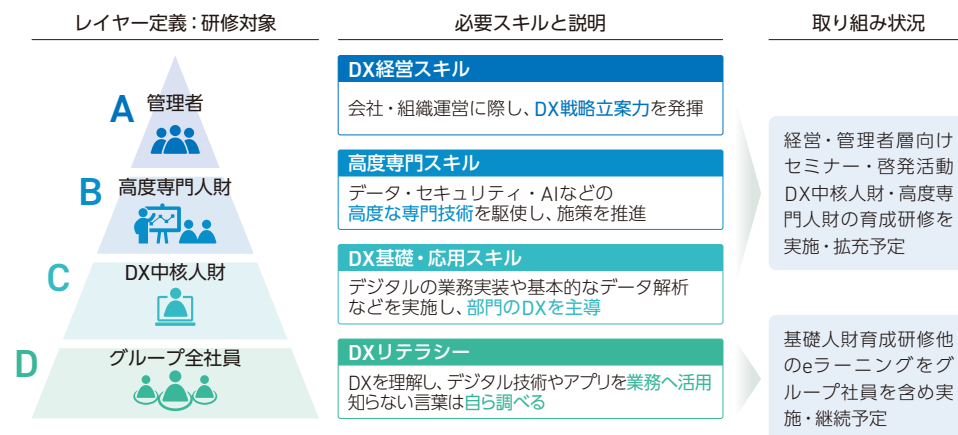 レイヤー定義：研修対象
必要スキルと説明
取り組み状況
A
管理者
DX経営スキル
会社・組織運営に際し、DX戦略立案力を発揮
B
高度専門人財
高度専門スキル
データ・セキュリティ・AIなどの
高度な専門技術を駆使し、施策を推進
C
DX中核人財
DX基礎・応用スキル
デジタルの業務実装や基本的なデータ解析
などを実施し、部門のDXを主導
D
グループ全社員
DXリテラシー
DXを理解し、デジタル技術やアプリを業務へ活用
知らない言葉は自ら調べる
経営・管理者層向け
セミナー・啓発活動
DX中核人財・高度専
門人財の育成研修を
実施・拡充予定
基礎人財育成研修他
のeラーニングをグ
ループ社員を含め実
施・継続予定